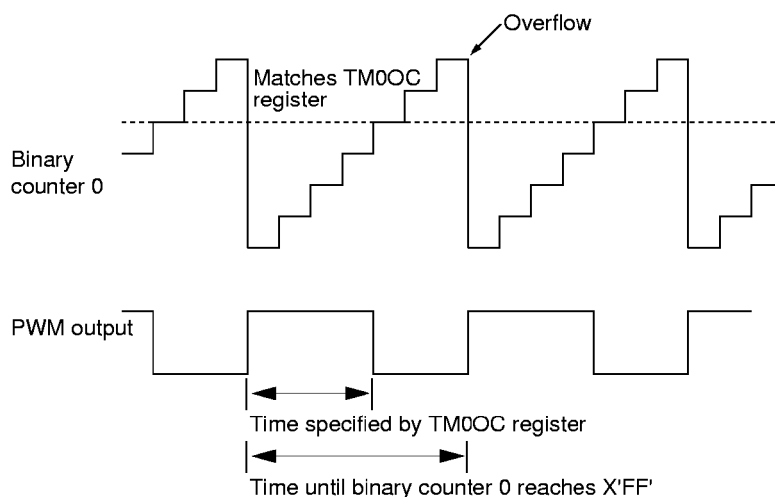 Overflow
Matches TM0OC
register
Binary
counter 0
PWM output
Time specified by TM0OC register
Time until binary counter 0 reaches X'FF'